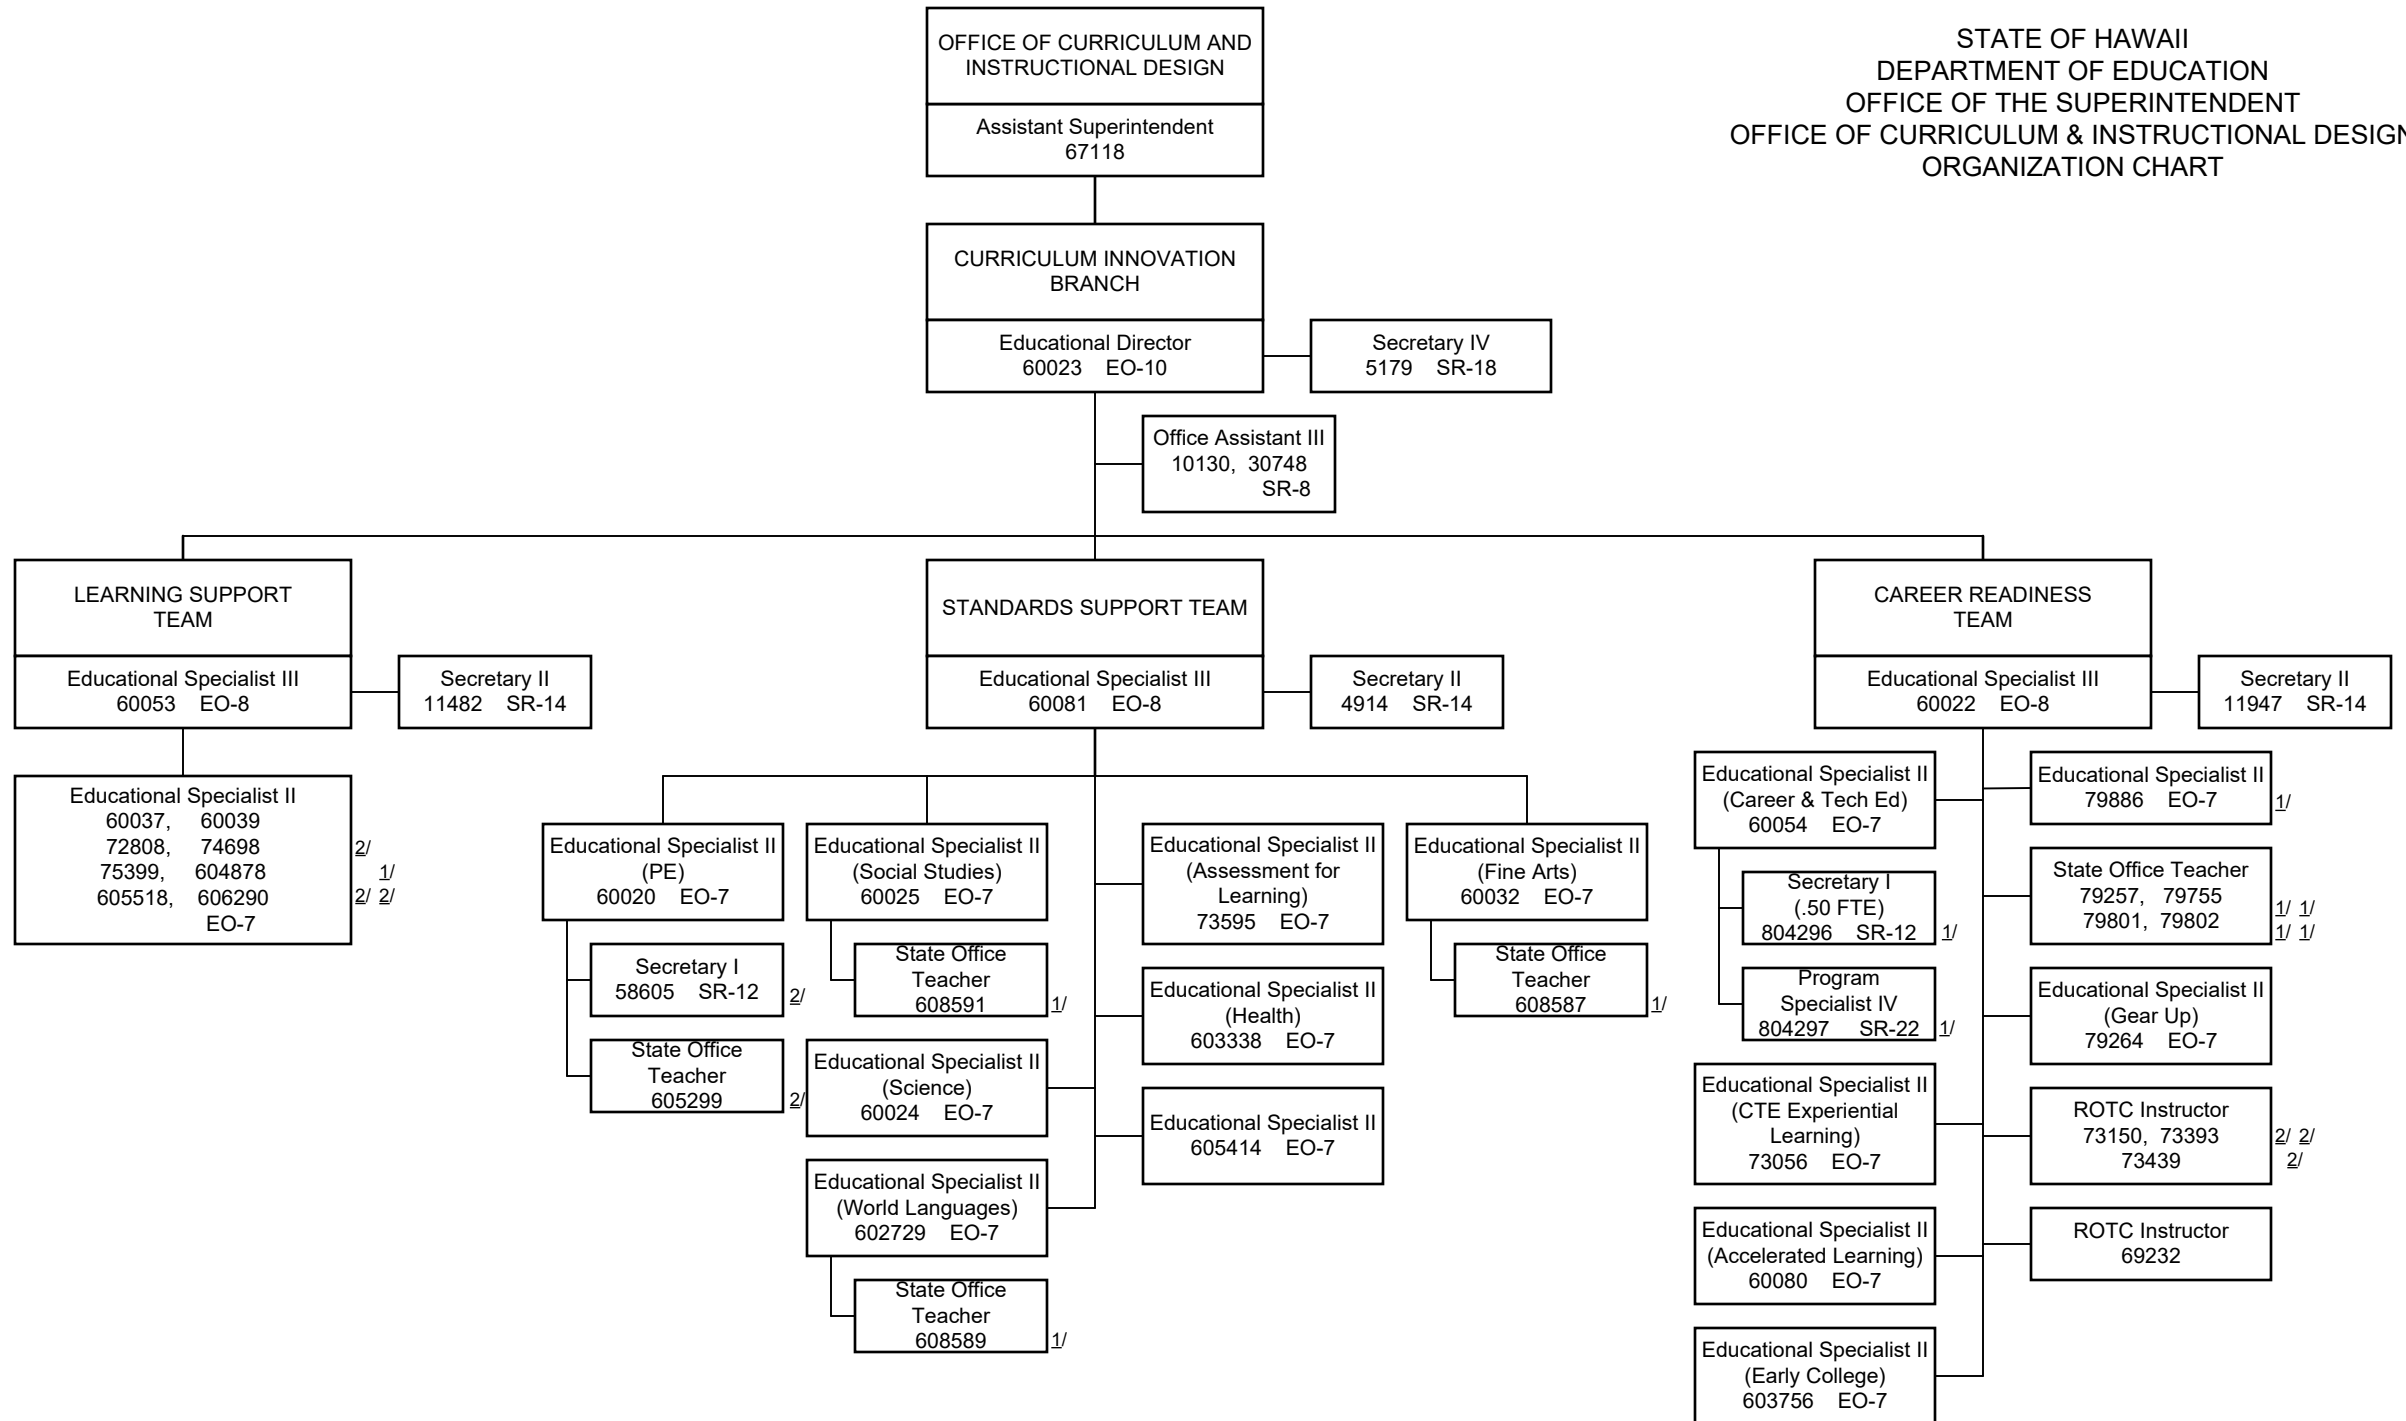 STATE OF HAWAII
DEPARTMENT OF EDUCATION
OFFICE OF THE SUPERINTENDENT
OFFICE OF CURRICULUM & INSTRUCTIONAL DESIGN
ORGANIZATION CHART
OFFICE OF CURRICULUM AND
INSTRUCTIONAL DESIGN
Assistant Superintendent
67118
CURRICULUM INNOVATION
BRANCH
Educational Director
60023 EO-10
Secretary IV
5179 SR-18
Office Assistant III
10130, 30748
SR-8
LEARNING SUPPORT
TEAM
Educational Specialist III
60053 EO-8
Secretary II
11482 SR-14
Educational Specialist II
60037, 60039
72808, 74698 2/
75399, 604878 1/
605518, 606290 2/ 2/
EO-7
STANDARDS SUPPORT TEAM
Educational Specialist III
60081 EO-8
Secretary II
4914 SR-14
Educational Specialist II
(PE)
60020 EO-7
Secretary I
58605 SR-12 2/
State Office
Teacher
605299 2/
Educational Specialist II
(Social Studies)
60025 EO-7
State Office
Teacher
608591 1/
Educational Specialist II
(Science)
60024 EO-7
Educational Specialist II
(World Languages)
602729 EO-7
State Office
Teacher
608589 1/
Educational Specialist II
(Assessment for
Learning)
73595 EO-7
Educational Specialist II
(Health)
603338 EO-7
Educational Specialist II
605414 EO-7
Educational Specialist II
(Fine Arts)
60032 EO-7
State Office
Teacher
608587 1/
CAREER READINESS
TEAM
Educational Specialist III
60022 EO-8
Secretary II
11947 SR-14
Educational Specialist II
(Career & Tech Ed)
60054 EO-7
Secretary I
(.50 FTE)
804296 SR-12 1/
Program
Specialist IV
804297 SR-22 1/
Educational Specialist II
(CTE Experiential
Learning)
73056 EO-7
Educational Specialist II
(Accelerated Learning)
60080 EO-7
Educational Specialist II
(Early College)
603756 EO-7
Educational Specialist II
79886 EO-7 1/
State Office Teacher
79257, 79755 1/ 1/
79801, 79802 1/ 1/
Educational Specialist II
(Gear Up)
79264 EO-7
ROTC Instructor
73150, 73393 2/ 2/
73439 2/
ROTC Instructor
69232